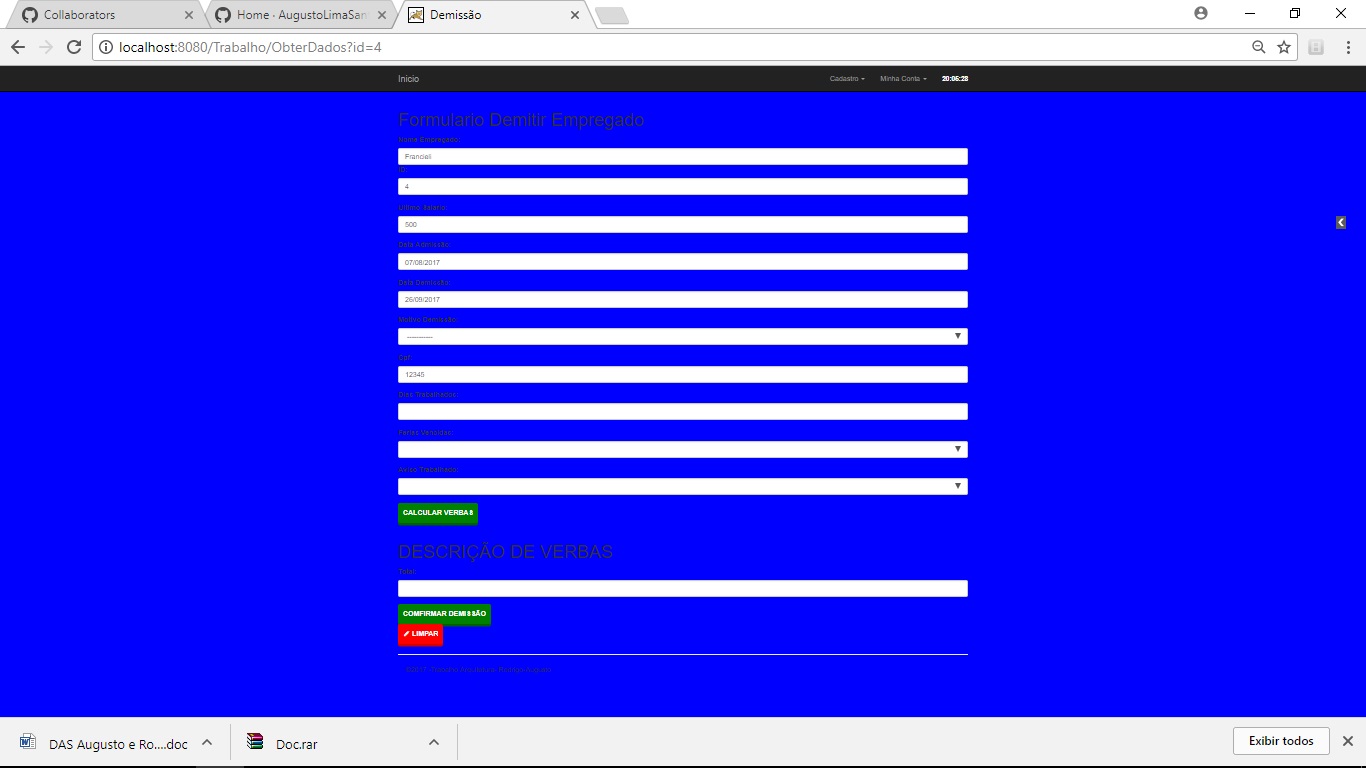 Collaborators
Home · AugustoLimaSan
Demissão
localhost:8080/Trabalho/ObterDados?id=4
Inicio
Cadastro
Minha Conta
20:06:28
Formulario Demitir Empregado
Nome Empregado:
Francieli
ID:
4
Ultimo Salario:
500
Data Admissão:
07/08/2017
Data Demissão:
26/09/2017
Motivo Demissão:
-----------
Cpf:
12345
Dias Trabalhados:
Ferias Vencidas:
Aviso Trabalhado:
CALCULAR VERBAS
DESCRIÇÃO DE VERBAS
Total:
COMFIRMAR DEMISSÃO
LIMPAR
©2017 -
DAS Augusto e Ro....doc
Doc.rar
Exibir todos